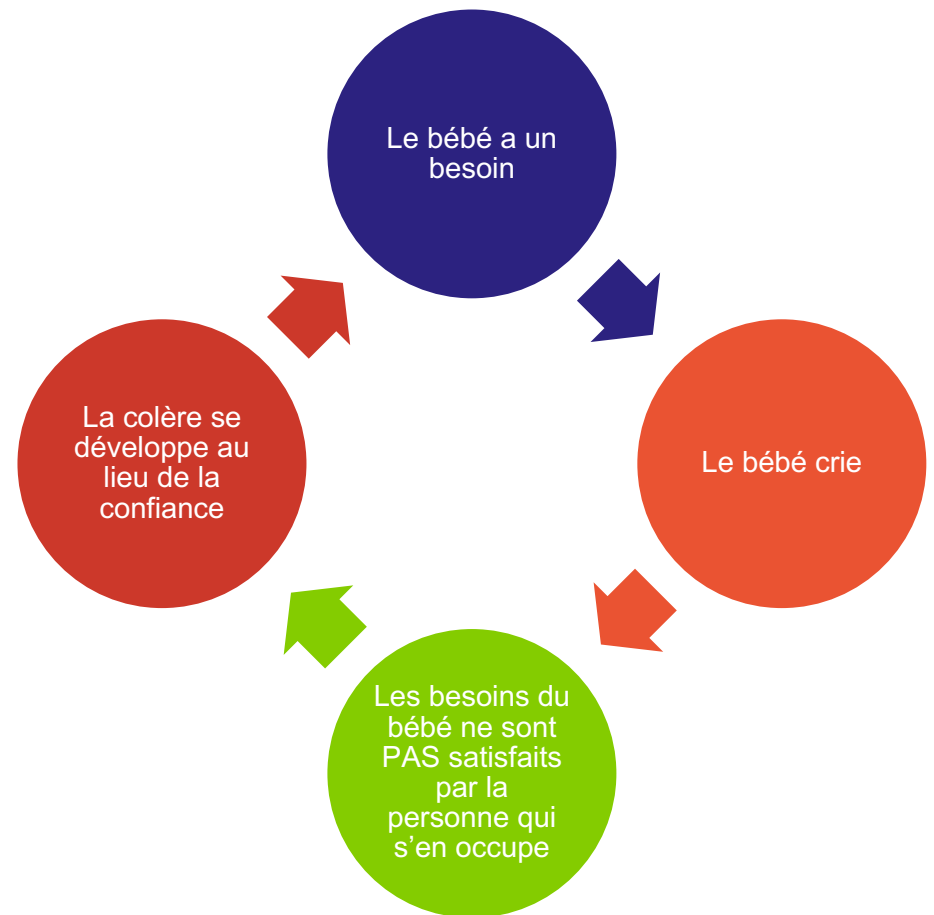 Le bébé a un
besoin
Le bébé crie
Les besoins du
bébé ne sont
PAS satisfaits
par la
personne qui
s’en occupe
La colère se
développe au
lieu de la
confiance